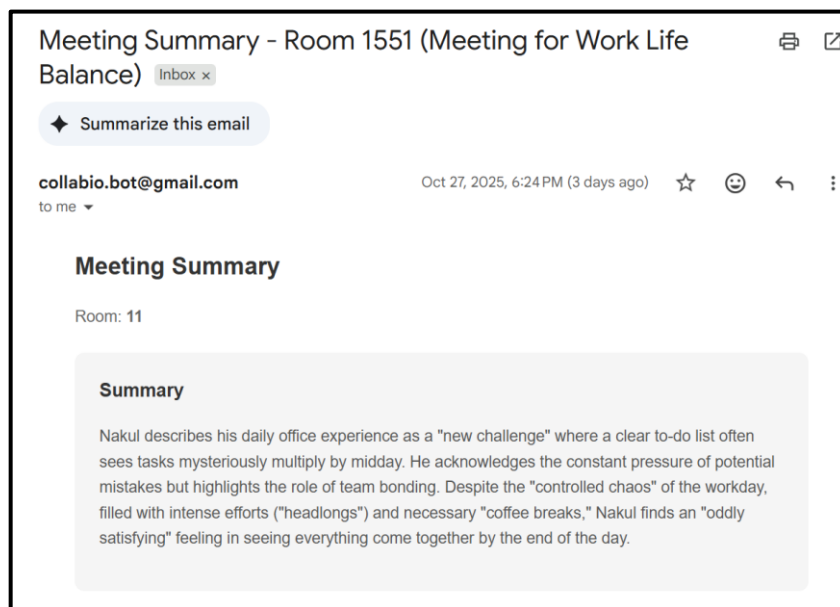 Meeting Summary - Room 1551 (Meeting for Work Life
Balance) Inbox ×
Summarize this email
collabio.bot@gmail.com Oct 27, 2025, 6:24 PM (3 days ago)
to me
Meeting Summary
Room: 11
Summary
Nakul describes his daily office experience as a "new challenge" where a clear to-do list often
sees tasks mysteriously multiply by midday. He acknowledges the constant pressure of potential
mistakes but highlights the role of team bonding. Despite the "controlled chaos" of the workday,
filled with intense efforts ("headlongs") and necessary "coffee breaks," Nakul finds an "oddly
satisfying" feeling in seeing everything come together by the end of the day.